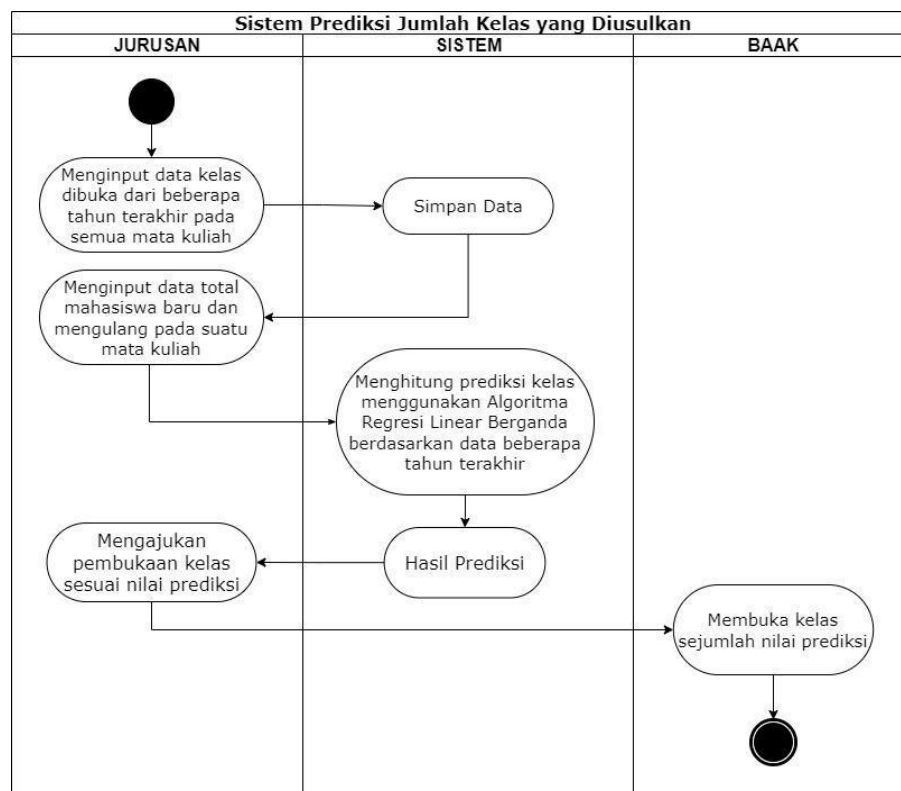 Sistem Prediksi Jumlah Kelas yang Diusulkan
JURUSAN
SISTEM
BAAK
Menginput data kelas
dibuka dari beberapa
tahun terakhir pada
semua mata kuliah
Simpan Data
Menginput data total
mahasiswa baru dan
mengulang pada suatu
mata kuliah
Menghitung prediksi kelas
menggunakan Algoritma
Regresi Linear Berganda
berdasarkan data beberapa
tahun terakhir
Hasil Prediksi
Mengajukan
pembukaan kelas
sesuai nilai prediksi
Membuka kelas
sejumlah nilai prediksi